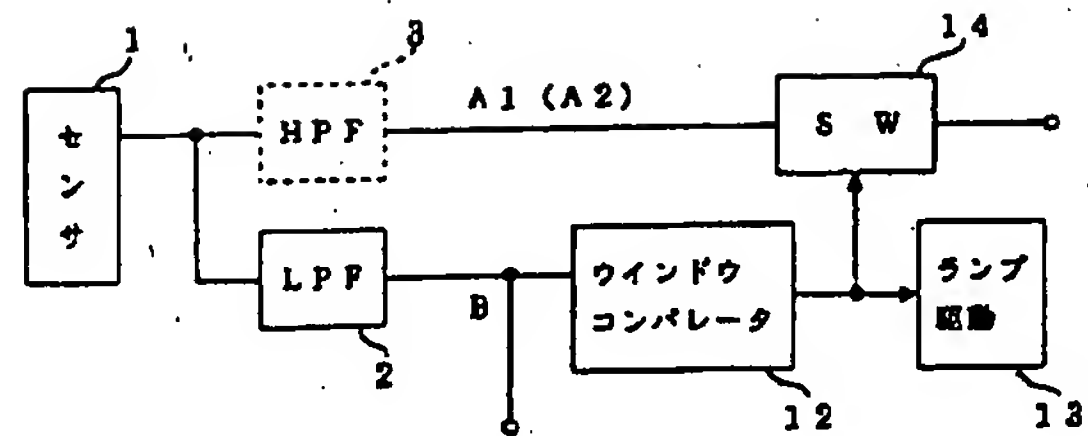 1
3
14
センサ
HPF
A1 (A2)
SW
LPF
B
ウインドウ
コンパレータ
ランプ
駆動
2
12
13